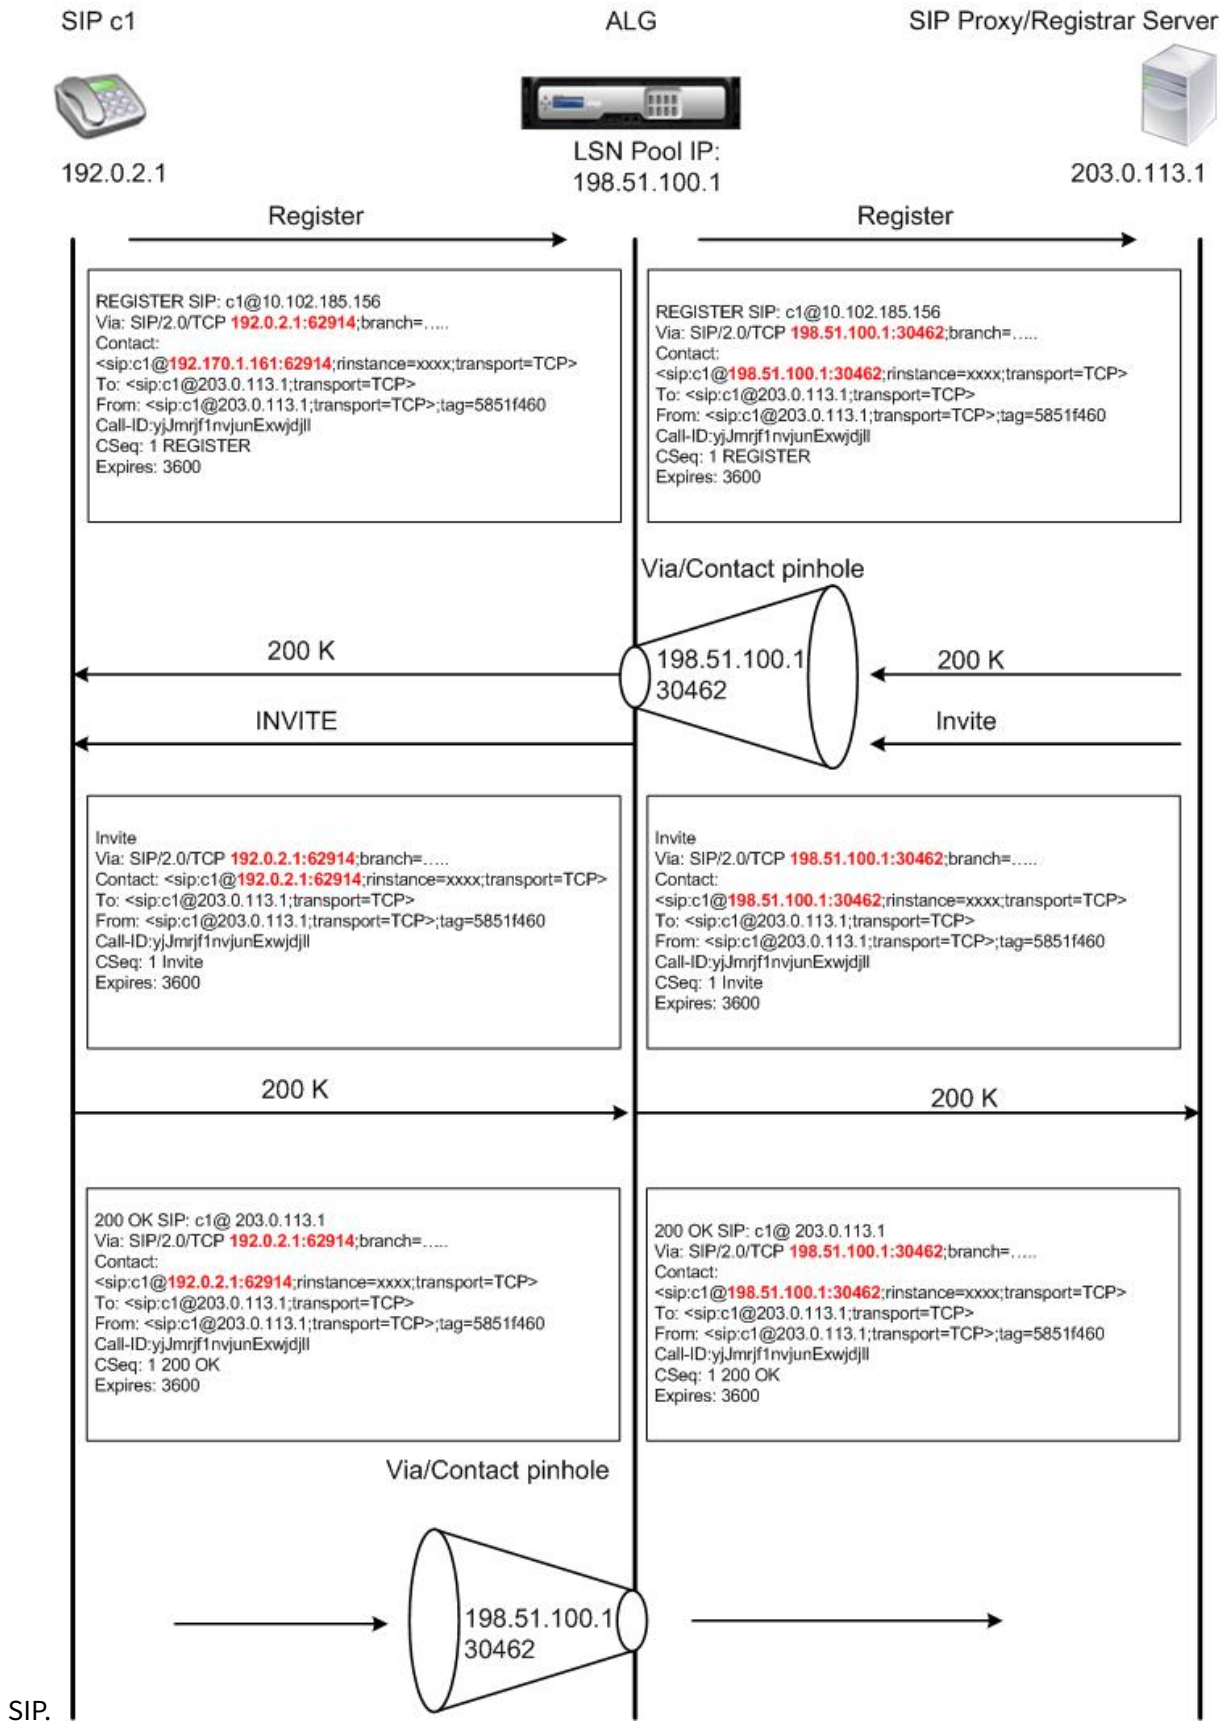 SIP c1
ALG
SIP Proxy/Registrar Server
LSN Pool IP:
198.51.100.1
192.0.2.1
203.0.113.1
Register
Register
REGISTER SIP: c1@10.102.185.156
Via: SIP/2.0/TCP 192.0.2.1:62914;branch=…..
Contact:
<sip:c1@192.170.1.161:62914;rinstance=xxxx;transport=TCP>
To: <sip:c1@203.0.113.1;transport=TCP>
From: <sip:c1@203.0.113.1;transport=TCP>;tag=5851f460
Call-ID:yjJmrjf1nvjunExwjdjll
CSeq: 1 REGISTER
Expires: 3600
REGISTER SIP: c1@10.102.185.156
Via: SIP/2.0/TCP 198.51.100.1:30462;branch=…..
Contact:
<sip:c1@198.51.100.1:30462;rinstance=xxxx;transport=TCP>
To: <sip:c1@203.0.113.1;transport=TCP>
From: <sip:c1@203.0.113.1;transport=TCP>;tag=5851f460
Call-ID:yjJmrjf1nvjunExwjdjll
CSeq: 1 REGISTER
Expires: 3600
Via/Contact pinhole
200 K
198.51.100.1
30462
200 K
INVITE
Invite
Invite
Via: SIP/2.0/TCP 192.0.2.1:62914;branch=…..
Contact: <sip:c1@192.0.2.1:62914;rinstance=xxxx;transport=TCP>
To: <sip:c1@203.0.113.1;transport=TCP>
From: <sip:c1@203.0.113.1;transport=TCP>;tag=5851f460
Call-ID:yjJmrjf1nvjunExwjdjll
CSeq: 1 Invite
Expires: 3600
Invite
Via: SIP/2.0/TCP 198.51.100.1:30462;branch=…..
Contact:
<sip:c1@198.51.100.1:30462;rinstance=xxxx;transport=TCP>
To: <sip:c1@203.0.113.1;transport=TCP>
From: <sip:c1@203.0.113.1;transport=TCP>;tag=5851f460
Call-ID:yjJmrjf1nvjunExwjdjll
CSeq: 1 Invite
Expires: 3600
200 K
200 K
200 OK SIP: c1@ 203.0.113.1
Via: SIP/2.0/TCP 192.0.2.1:62914;branch=…..
Contact:
<sip:c1@192.0.2.1:62914;rinstance=xxxx;transport=TCP>
To: <sip:c1@203.0.113.1;transport=TCP>
From: <sip:c1@203.0.113.1;transport=TCP>;tag=5851f460
Call-ID:yjJmrjf1nvjunExwjdjll
CSeq: 1 200 OK
Expires: 3600
200 OK SIP: c1@ 203.0.113.1
Via: SIP/2.0/TCP 198.51.100.1:30462;branch=…..
Contact:
<sip:c1@198.51.100.1:30462;rinstance=xxxx;transport=TCP>
To: <sip:c1@203.0.113.1;transport=TCP>
From: <sip:c1@203.0.113.1;transport=TCP>;tag=5851f460
Call-ID:yjJmrjf1nvjunExwjdjll
CSeq: 1 200 OK
Expires: 3600
Via/Contact pinhole
198.51.100.1
30462
SIP.